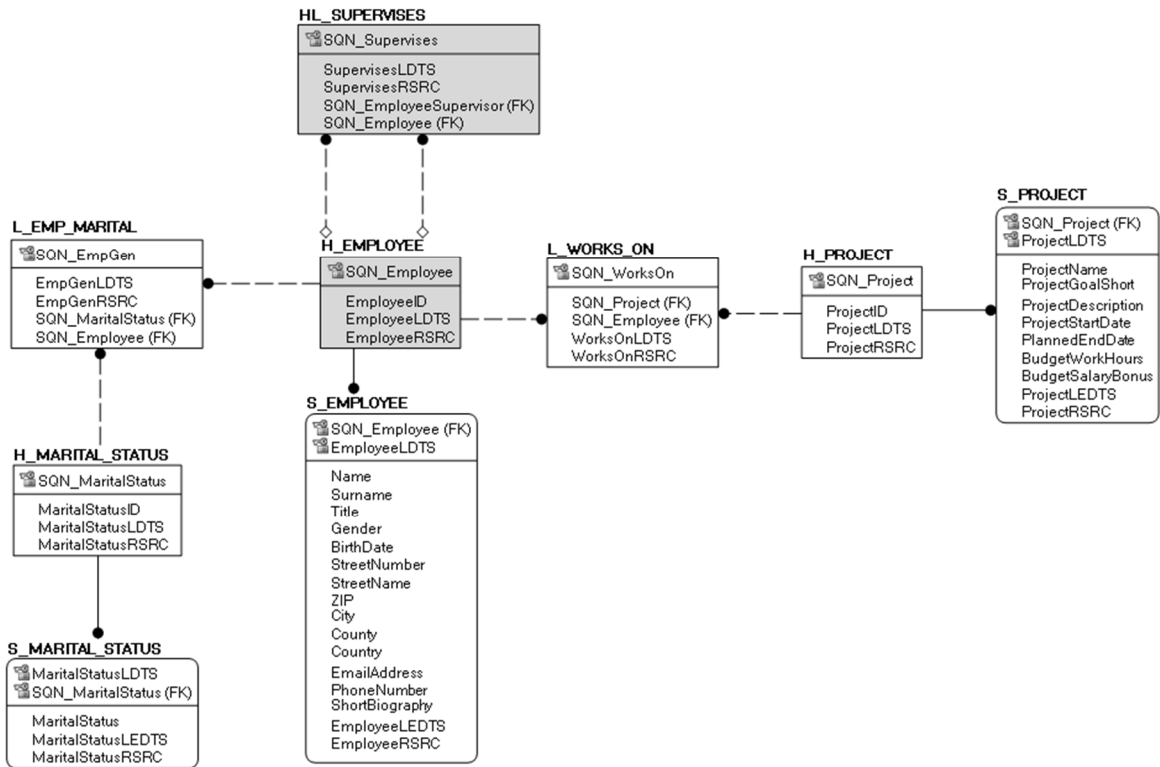 HL_SUPERVISES
SQN_Supervises
SupervisesLDTS
SupervisesRSRC
SQN_EmployeeSupervisor (FK)
SQN_Employee (FK)
L_EMP_MARITAL
SQN_EmpGen
EmpGenLDTS
EmpGenRSRC
SQN_MaritalStatus (FK)
SQN_Employee (FK)
H_EMPLOYEE
SQN_Employee
EmployeeID
EmployeeLDTS
EmployeeRSRC
L_WORKS_ON
SQN_WorksOn
SQN_Project (FK)
SQN_Employee (FK)
WorksOnLDTS
WorksOnRSRC
H_PROJECT
SQN_Project
ProjectID
ProjectLDTS
ProjectRSRC
S_PROJECT
SQN_Project (FK)
ProjectLDTS
ProjectName
ProjectGoalShort
ProjectDescription
ProjectStartDate
PlannedEndDate
BudgetWorkHours
BudgetSalaryBonus
ProjectLEDTS
ProjectRSRC
H_MARITAL_STATUS
SQN_MaritalStatus
MaritalStatusID
MaritalStatusLDTS
MaritalStatusRSRC
S_EMPLOYEE
SQN_Employee (FK)
EmployeeLDTS
Name
Surname
Title
Gender
BirthDate
StreetNumber
StreetName
ZIP
City
County
Country
EmailAddress
PhoneNumber
ShortBiography
EmployeeLEDTS
EmployeeRSRC
S_MARITAL_STATUS
MaritalStatusLDTS
SQN_MaritalStatus (FK)
MaritalStatus
MaritalStatusLEDTS
MaritalStatusRSRC